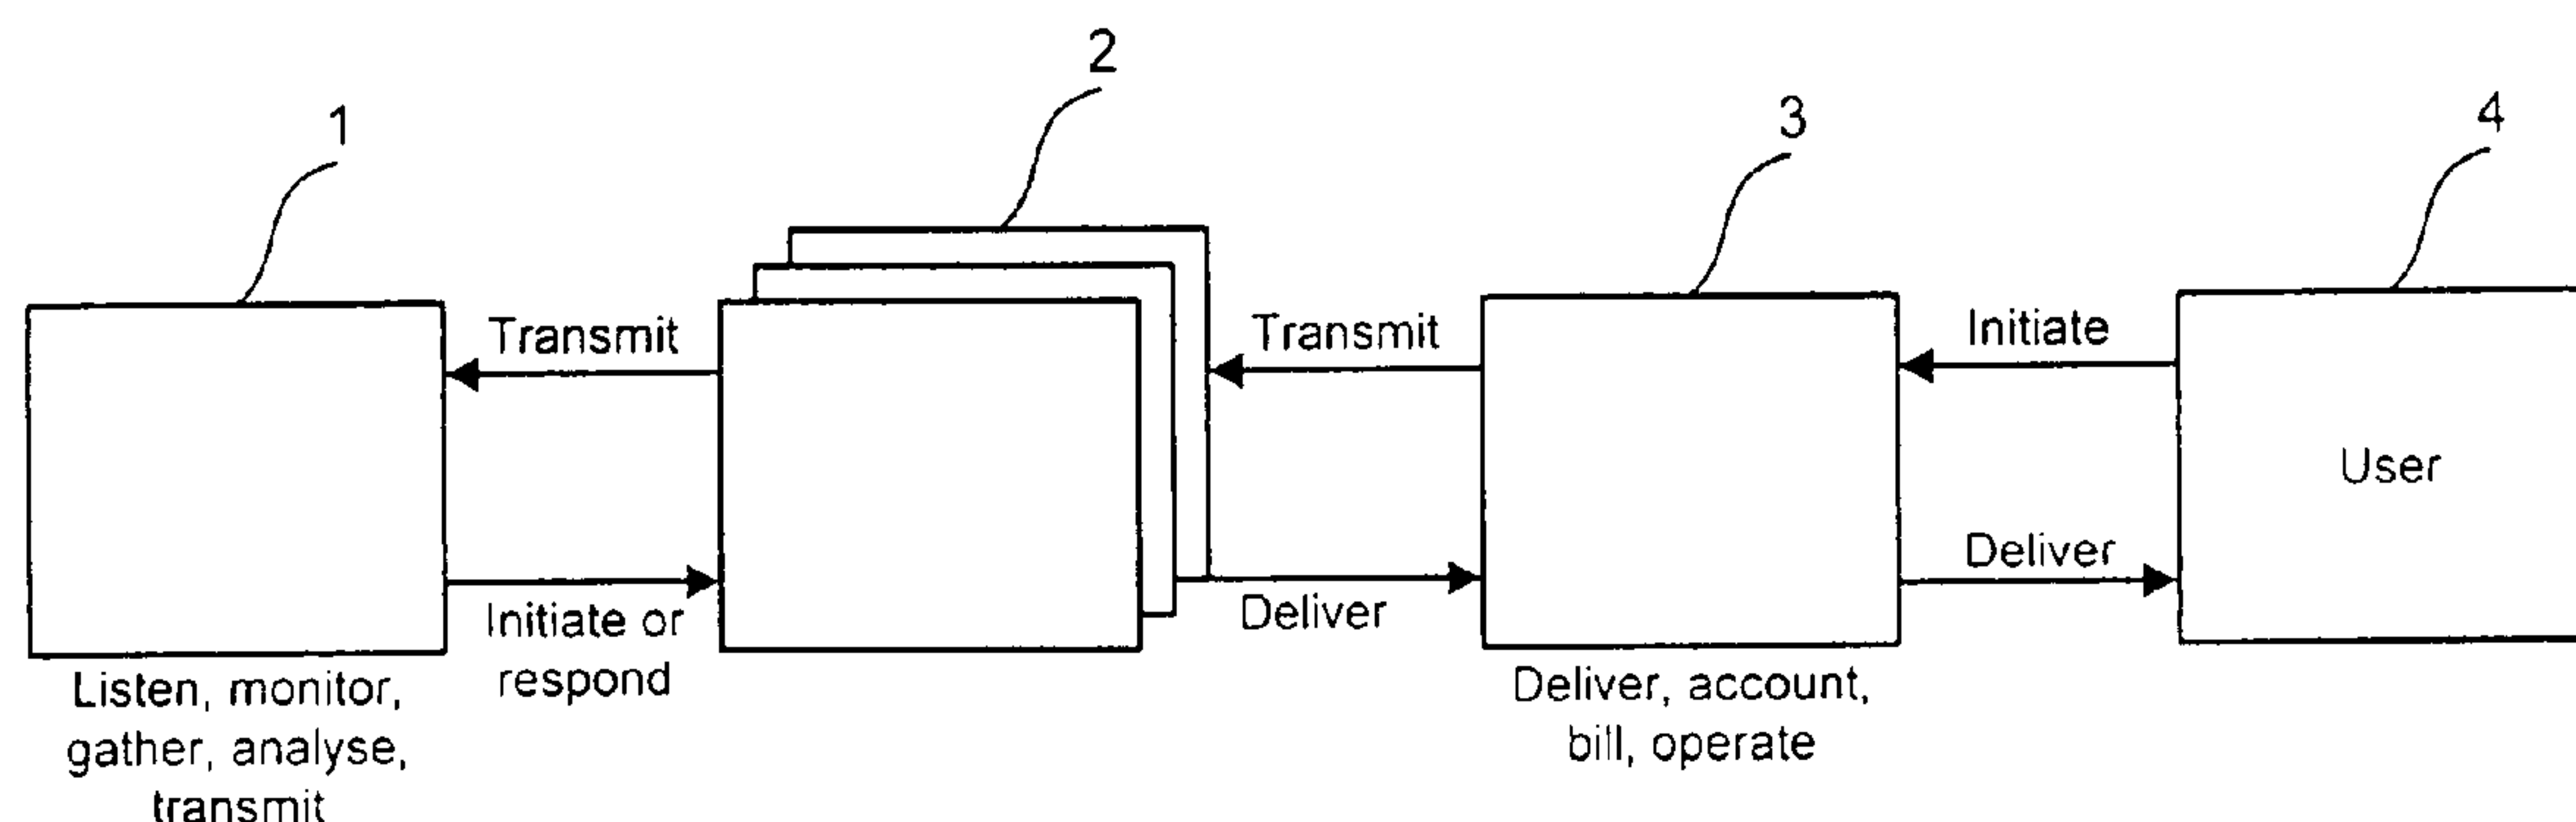 2
1
3
4
Transmit
Transmit
Initiate
User
Deliver
Initiate or
respond
Deliver
Listen, monitor,
gather, analyse,
transmit
Deliver, account,
bill, operate